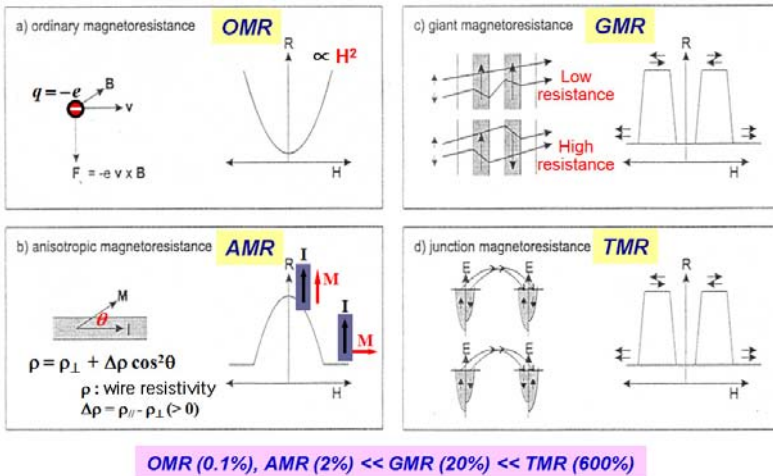 a) ordinary magnetoresistance OMR
R
∝ H²
q = -e
B
v
F = -e v x B
H
c) giant magnetoresistance GMR
R
Low
resistance
High
resistance
H
b) anisotropic magnetoresistance AMR
R
I
M
I
M
M
θ
I
ρ = ρ⊥ + Δρ cos²θ
ρ : wire resistivity
Δρ = ρ// - ρ⊥ (> 0)
H
d) junction magnetoresistance TMR
E
E
R
E
E
H
OMR (0.1%), AMR (2%) << GMR (20%) << TMR (600%)